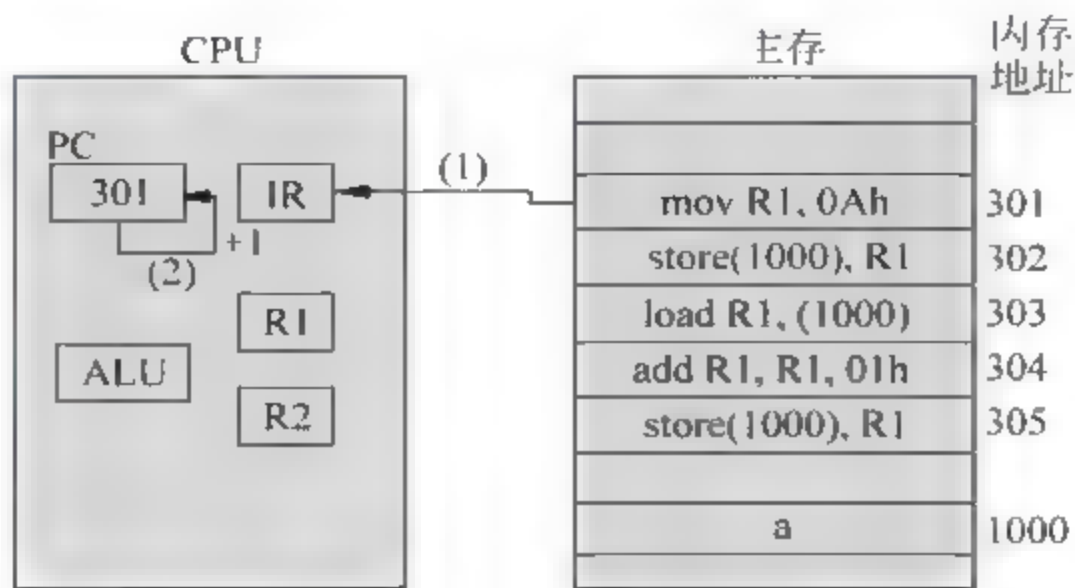 CPU
主存
内存
地址
PC
301
IR
(1)
+1
(2)
R1
ALU
R2
mov R1, 0Ah
301
store(1000), R1
302
load R1, (1000)
303
add R1, R1, 01h
304
store(1000), R1
305
a
1000